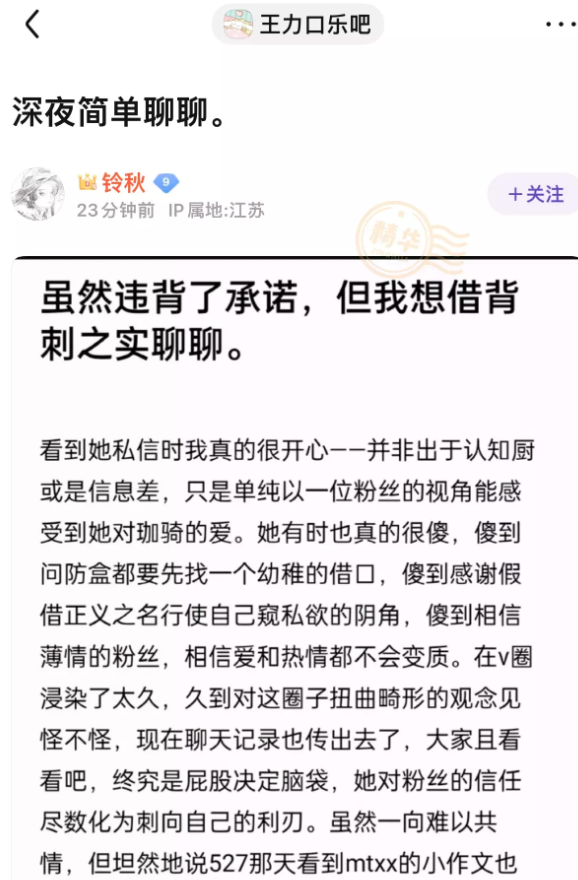 王力口乐吧
深夜简单聊聊。
铃秋 9
23分钟前 IP属地:江苏
+关注
精华
虽然违背了承诺，但我想借背
刺之实聊聊。
看到她私信时我真的很开心——并非出于认知厨
或是信息差，只是单纯以一位粉丝的视角能感
受到她对珈骑的爱。她有时也真的很傻，傻到
问防盒都要先找一个幼稚的借口，傻到感谢假
借正义之名行使自己窥私欲的阴角，傻到相信
薄情的粉丝，相信爱和热情都不会变质。在v圈
浸染了太久，久到对这圈子扭曲畸形的观念见
怪不怪，现在聊天记录也传出去了，大家且看
看吧，终究是屁股决定脑袋，她对粉丝的信任
尽数化为刺向自己的利刃。虽然一向难以共
情，但坦然地说527那天看到mtxx的小作文也